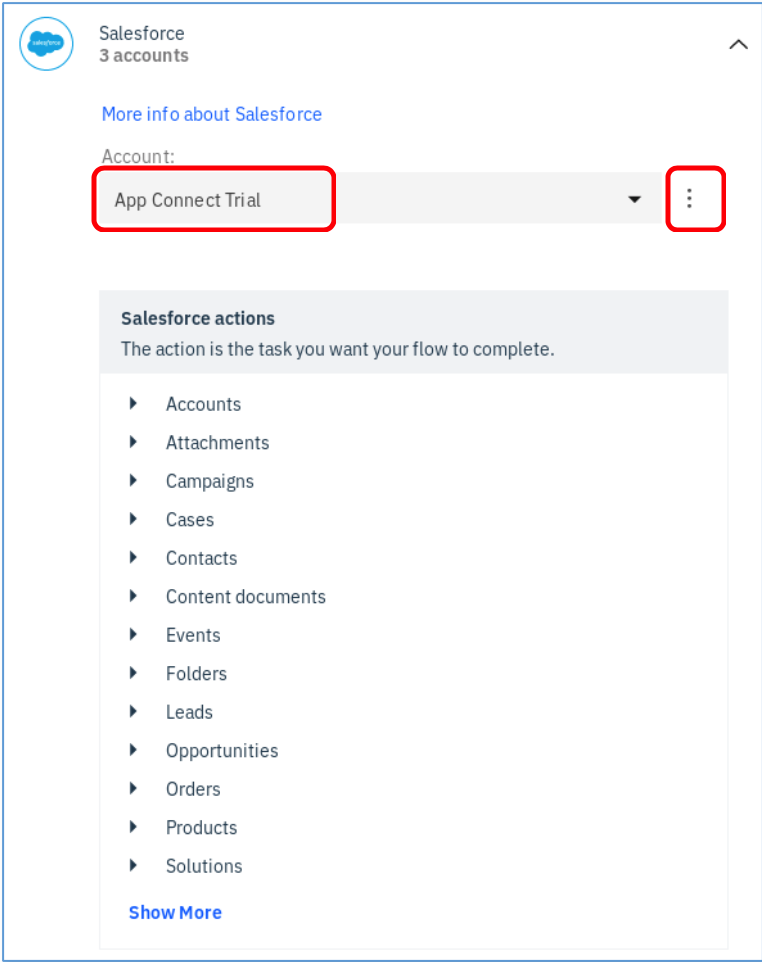 salesforce
Salesforce
3 accounts
More info about Salesforce
Account:
App Connect Trial
Salesforce actions
The action is the task you want your flow to complete.
Accounts
Attachments
Campaigns
Cases
Contacts
Content documents
Events
Folders
Leads
Opportunities
Orders
Products
Solutions
Show More